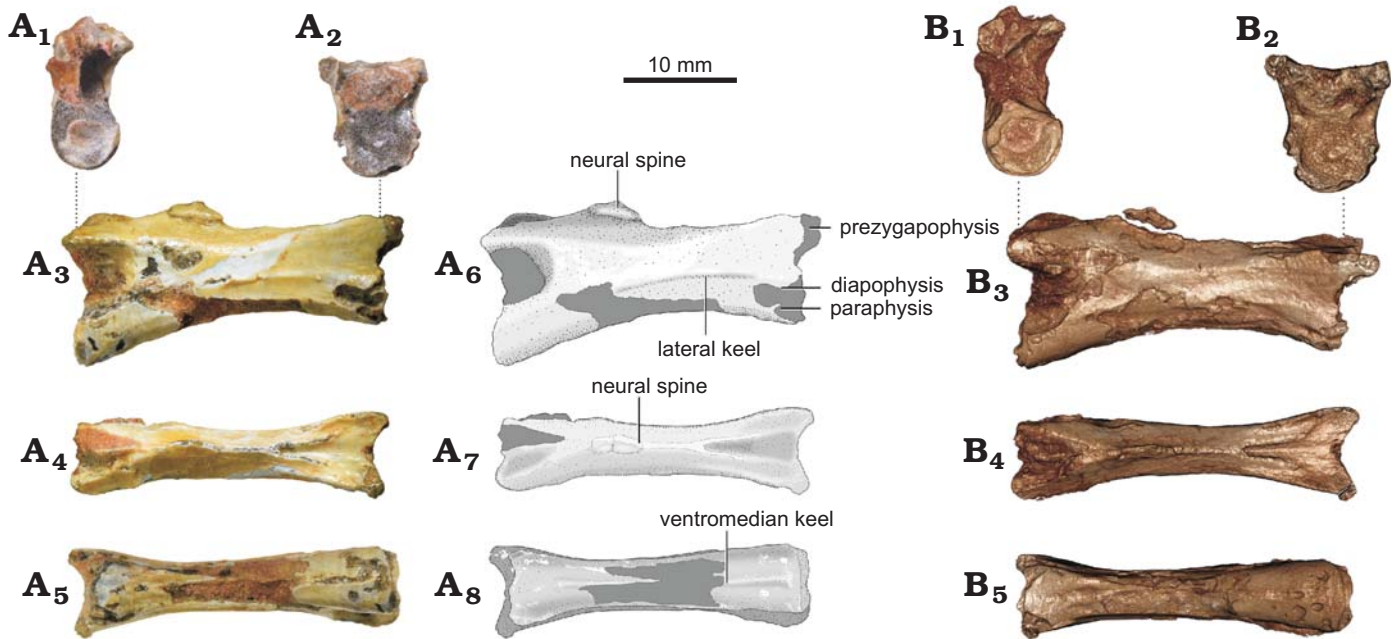 A1
A2
10 mm
B1
B2
neural spine
A3
A6
prezygapophysis
diapophysis
paraphysis
lateral keel
B3
neural spine
A4
A7
B4
ventromedian keel
A5
A8
B5